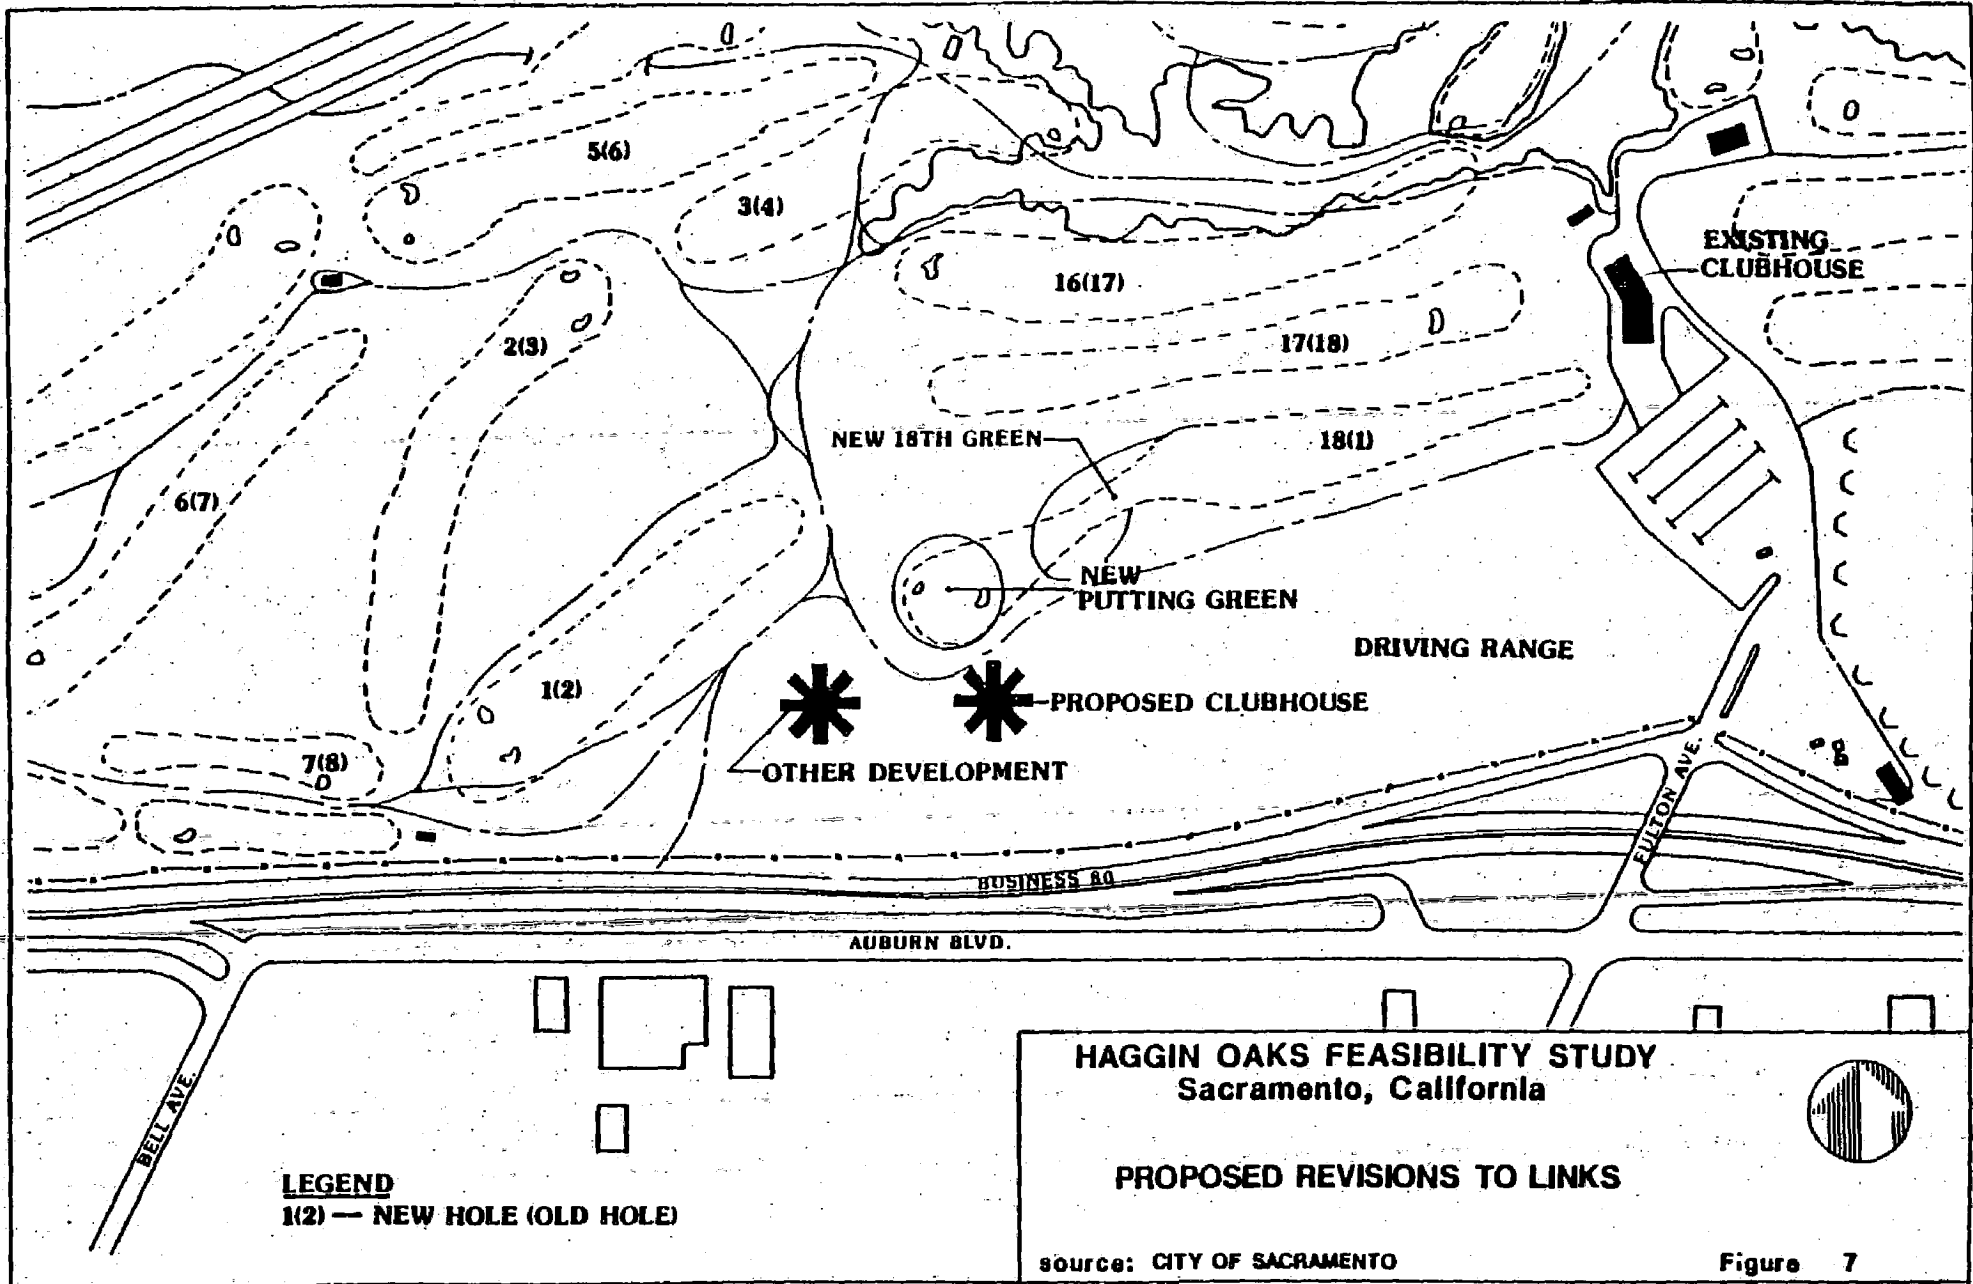 5(6)
3(4)
EXISTING
CLUBHOUSE
16(17)
2(3)
17(18)
NEW 18TH GREEN
18(1)
6(7)
NEW
PUTTING GREEN
DRIVING RANGE
1(2)
PROPOSED CLUBHOUSE
7(8)
OTHER DEVELOPMENT
FULTON AVE.
BUSINESS 80
AUBURN BLVD.
BELL AVE.
LEGEND
1(2) — NEW HOLE (OLD HOLE)
HAGGIN OAKS FEASIBILITY STUDY
Sacramento, California
PROPOSED REVISIONS TO LINKS
source: CITY OF SACRAMENTO
Figure 7